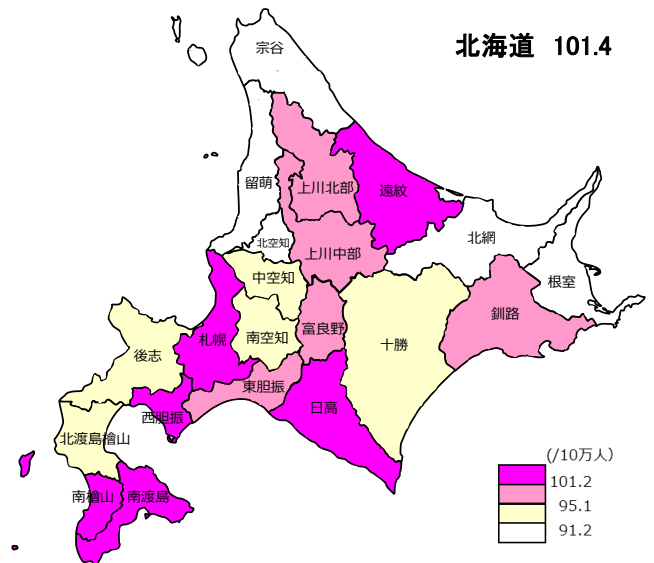 北海道 101.4
宗谷
留萌
上川北部
遠紋
北空知
上川中部
北網
根室
中空知
釧路
札幌
南空知
富良野
十勝
後志
東胆振
西胆振
日高
北渡島檜山
南檜山
南渡島
(/10万人)
101.2
95.1
91.2